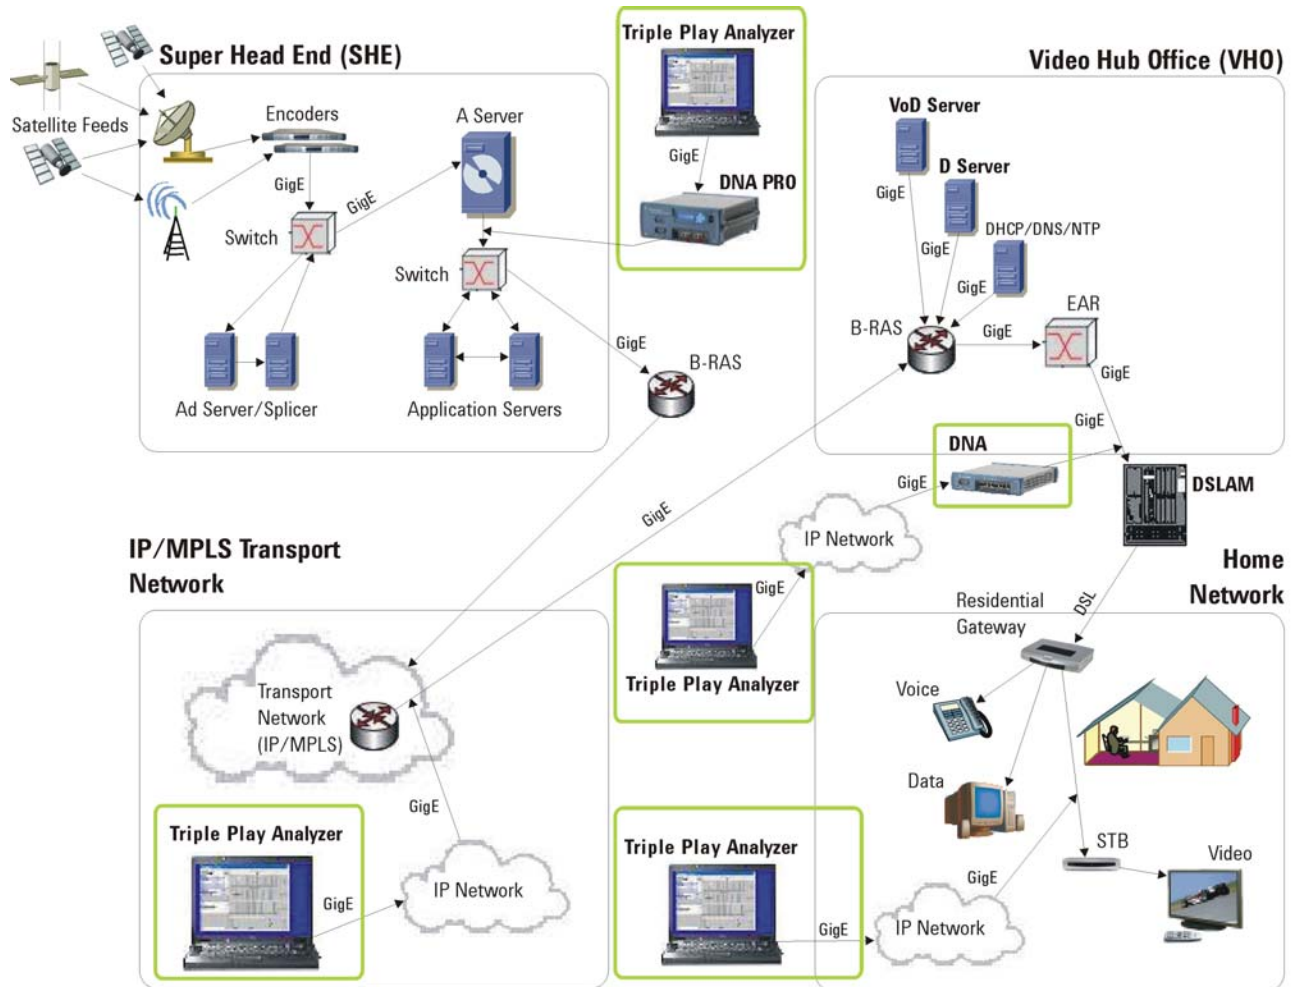 Super Head End (SHE)
Satellite Feeds
Encoders
A Server
GigE
GigE
Switch
Switch
GigE
Ad Server/Splicer
Application Servers
B-RAS
Triple Play Analyzer
GigE
DNA PRO
Video Hub Office (VHO)
VoD Server
GigE
D Server
DHCP/DNS/NTP
GigE
GigE
EAR
B-RAS
GigE
GigE
GigE
DNA
GigE
DSLAM
GigE
IP Network
IP/MPLS Transport
Network
Transport
Network
(IP/MPLS)
GigE
Triple Play Analyzer
GigE
IP Network
GigE
Triple Play Analyzer
Triple Play Analyzer
GigE
Home
Network
DSL
Residential
Gateway
Voice
Data
STB
Video
GigE
IP Network